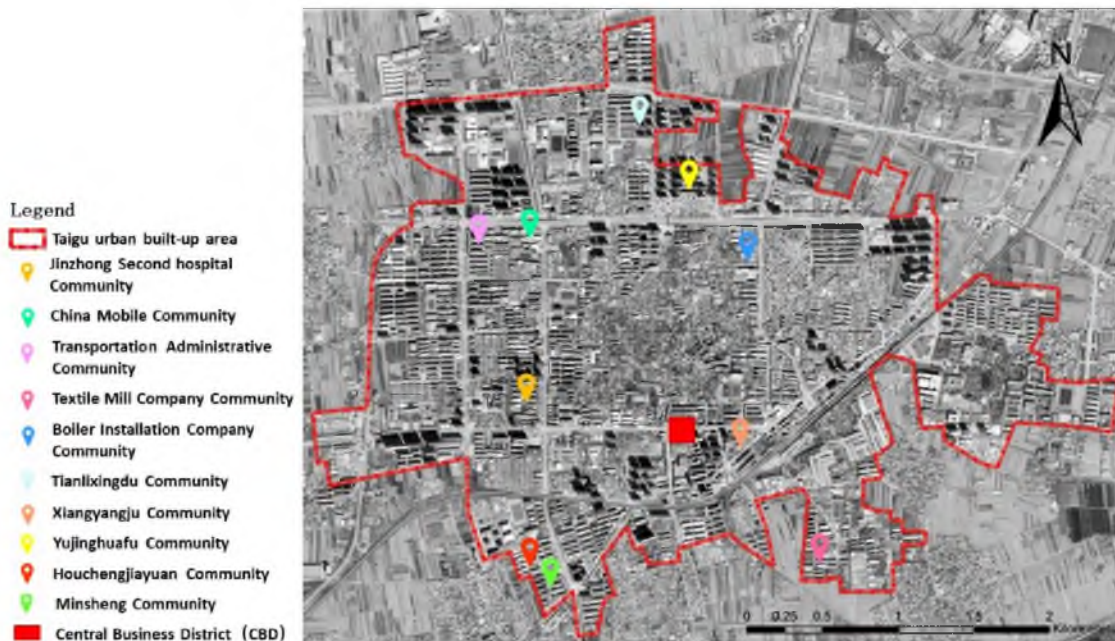 N
Legend
Taigu urban built-up area
Jinzhong Second hospital
Community
China Mobile Community
Transportation Administrative
Community
Textile Mill Company Community
Boiler Installation Company
Community
Tianlixingdu Community
Xiangyangju Community
Yujinghuafu Community
Houchengjiayuan Community
Minsheng Community
Central Business District (CBD)
0 0.25 0.5 1 1.5 2
Kilometers